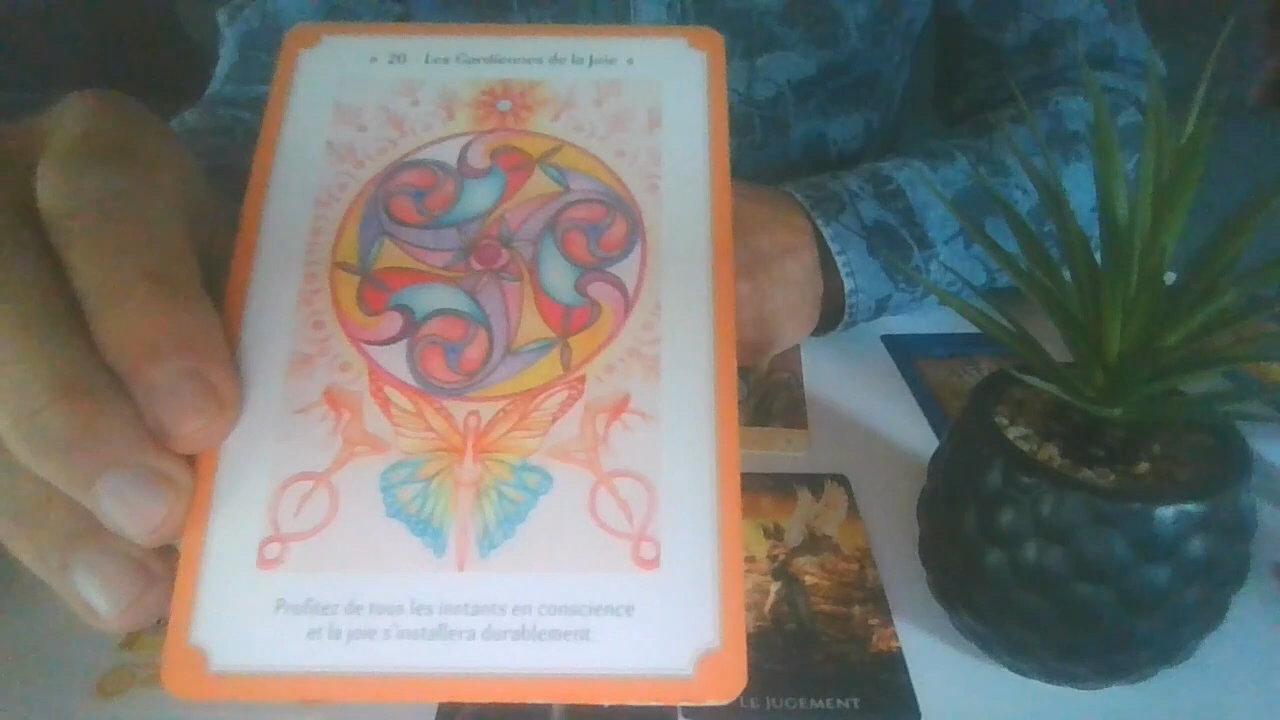 20 Les Gardiennes de la Joie
Profitez de tous les instants en conscience
et la joie s'installera durablement
LE JUGEMENT